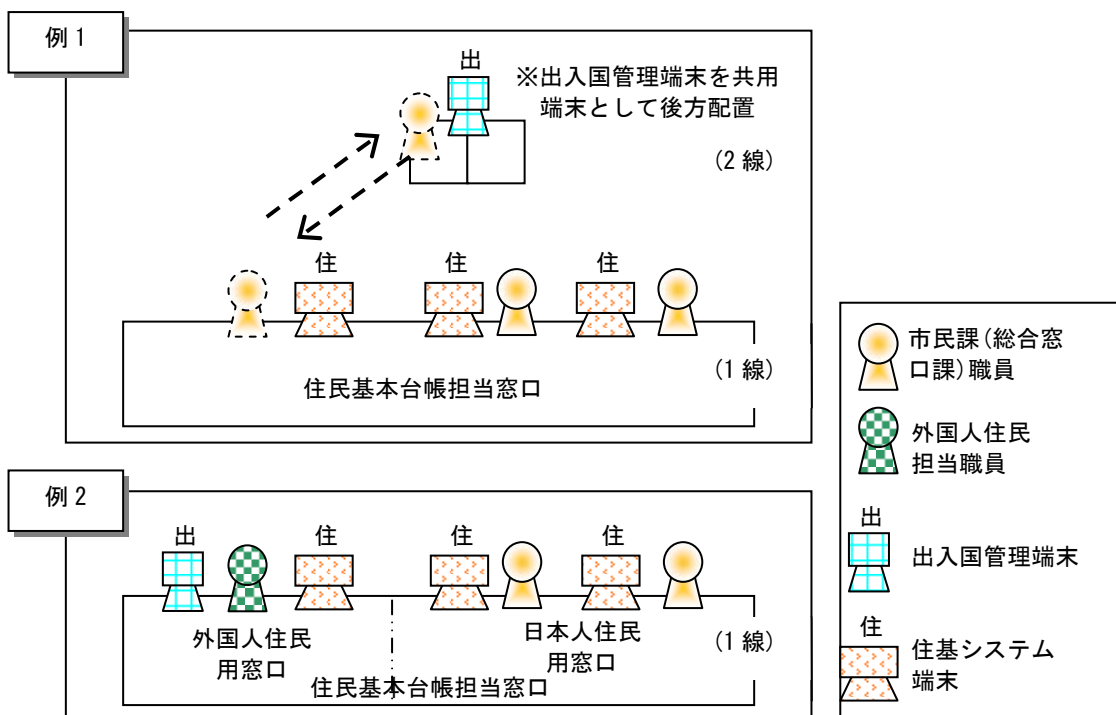 例1
出
※出入国管理端末を共用
端末として後方配置
(2線)
住
住
住
(1線)
住民基本台帳担当窓口
例2
出
住
住
住
外国人住民
用窓口
日本人住民
用窓口
(1線)
住民基本台帳担当窓口
市民課(総合窓
口課)職員
外国人住民
担当職員
出
出入国管理端末
住
住基システム
端末